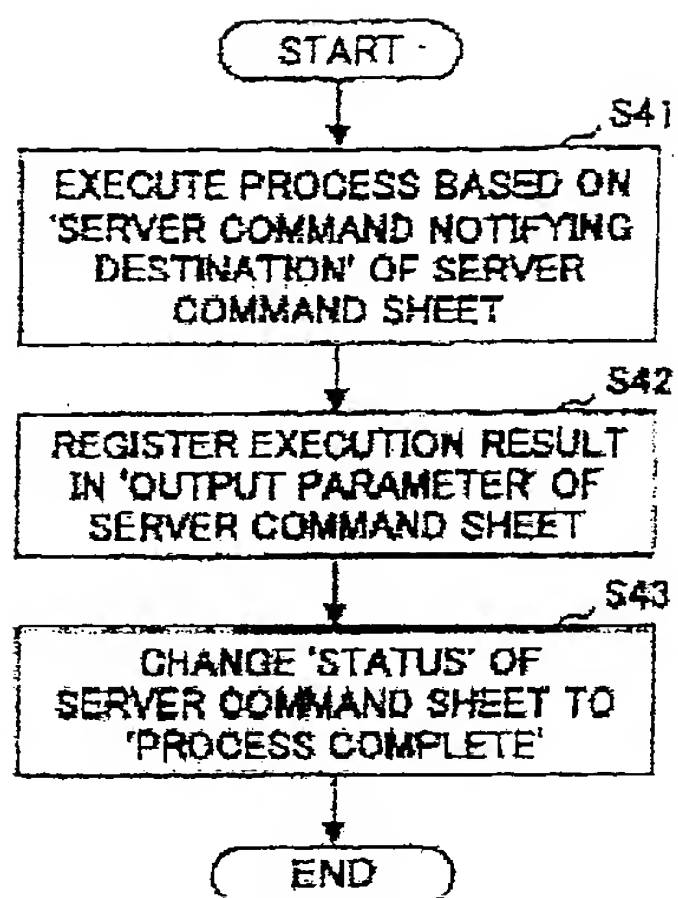 START
S41
EXECUTE PROCESS BASED ON
'SERVER COMMAND NOTIFYING
DESTINATION' OF SERVER
COMMAND SHEET
S42
REGISTER EXECUTION RESULT
IN 'OUTPUT PARAMETER' OF
SERVER COMMAND SHEET
S43
CHANGE 'STATUS' OF
SERVER COMMAND SHEET TO
'PROCESS COMPLETE'
END